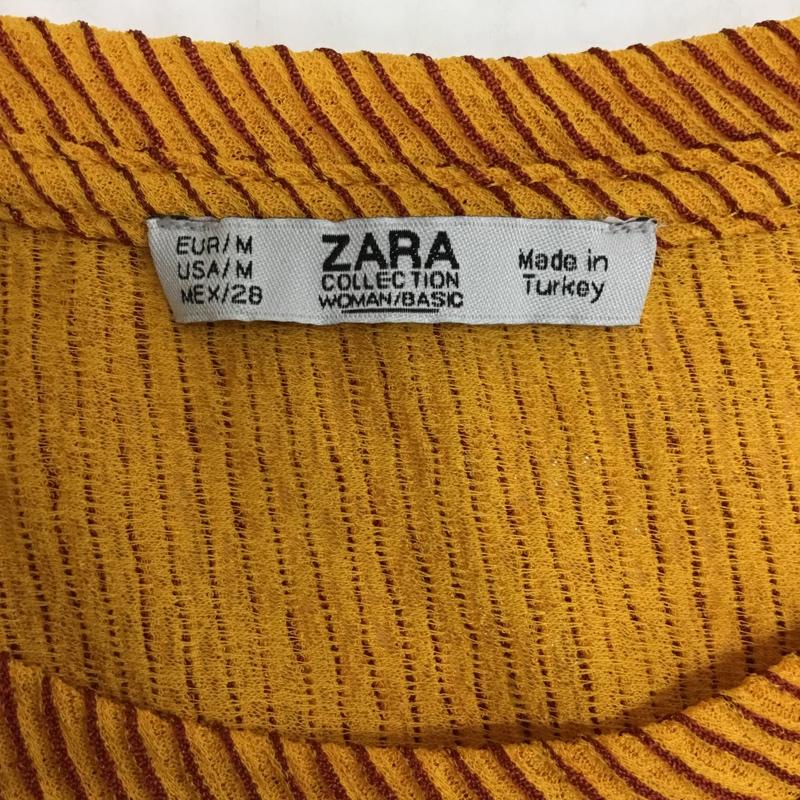 EUR/M
USA/M
MEX/28
ZARA
COLLECTION
WOMAN/BASIC
Made in
Turkey